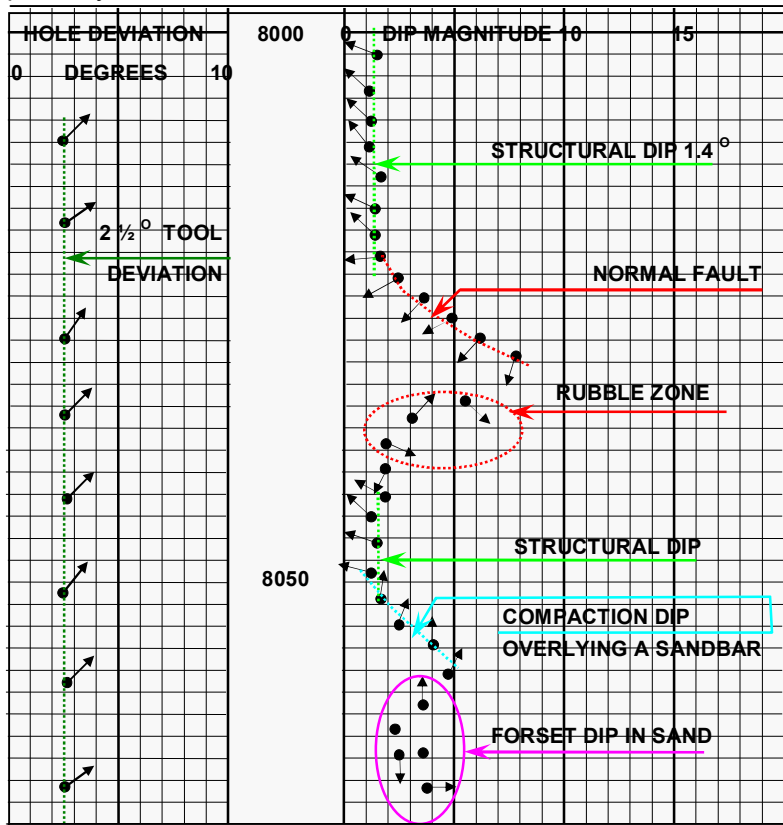 HOLE DEVIATION 8000 0 DIP MAGNITUDE 10 15
0 DEGREES 10
STRUCTURAL DIP 1.4 O
2 ½ O TOOL
DEVIATION
NORMAL FAULT
RUBBLE ZONE
STRUCTURAL DIP
8050
COMPACTION DIP
OVERLYING A SANDBAR
FORSET DIP IN SAND